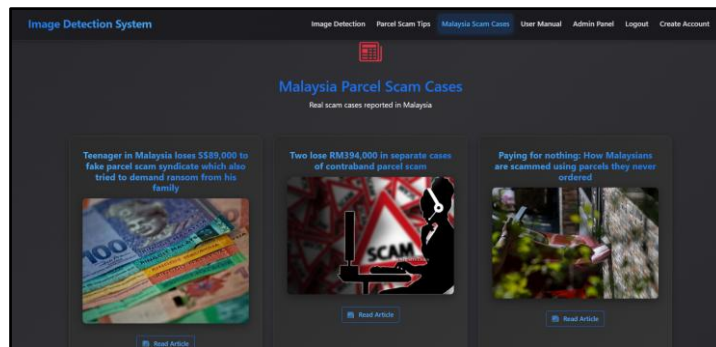 Image Detection System
Image Detection Parcel Scam Tips Malaysia Scam Cases User Manual Admin Panel Logout Create Account
Malaysia Parcel Scam Cases
Real scam cases reported in Malaysia
Teenager in Malaysia loses S$89,000 to
fake parcel scam syndicate which also
tried to demand ransom from his
family
100
Read Article
Two lose RM394,000 in separate cases
of contraband parcel scam
SCAM
Read Article
Paying for nothing: How Malaysians
are scammed using parcels they never
ordered
Read Article